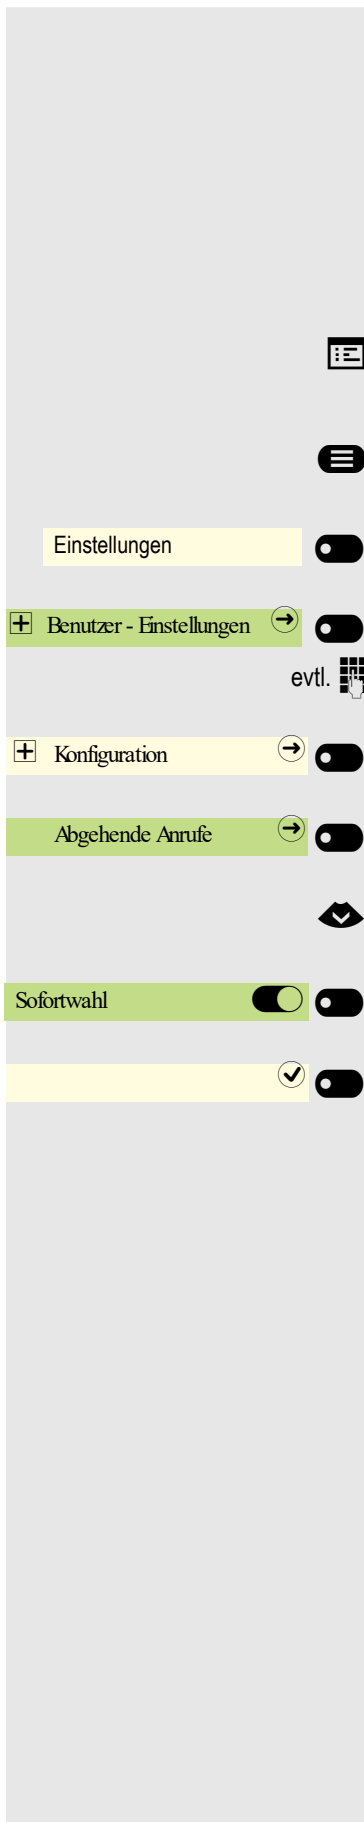 Einstellungen
Benutzer - Einstellungen
evtl.
Konfiguration
Abgehende Anrufe
Sofortwahl